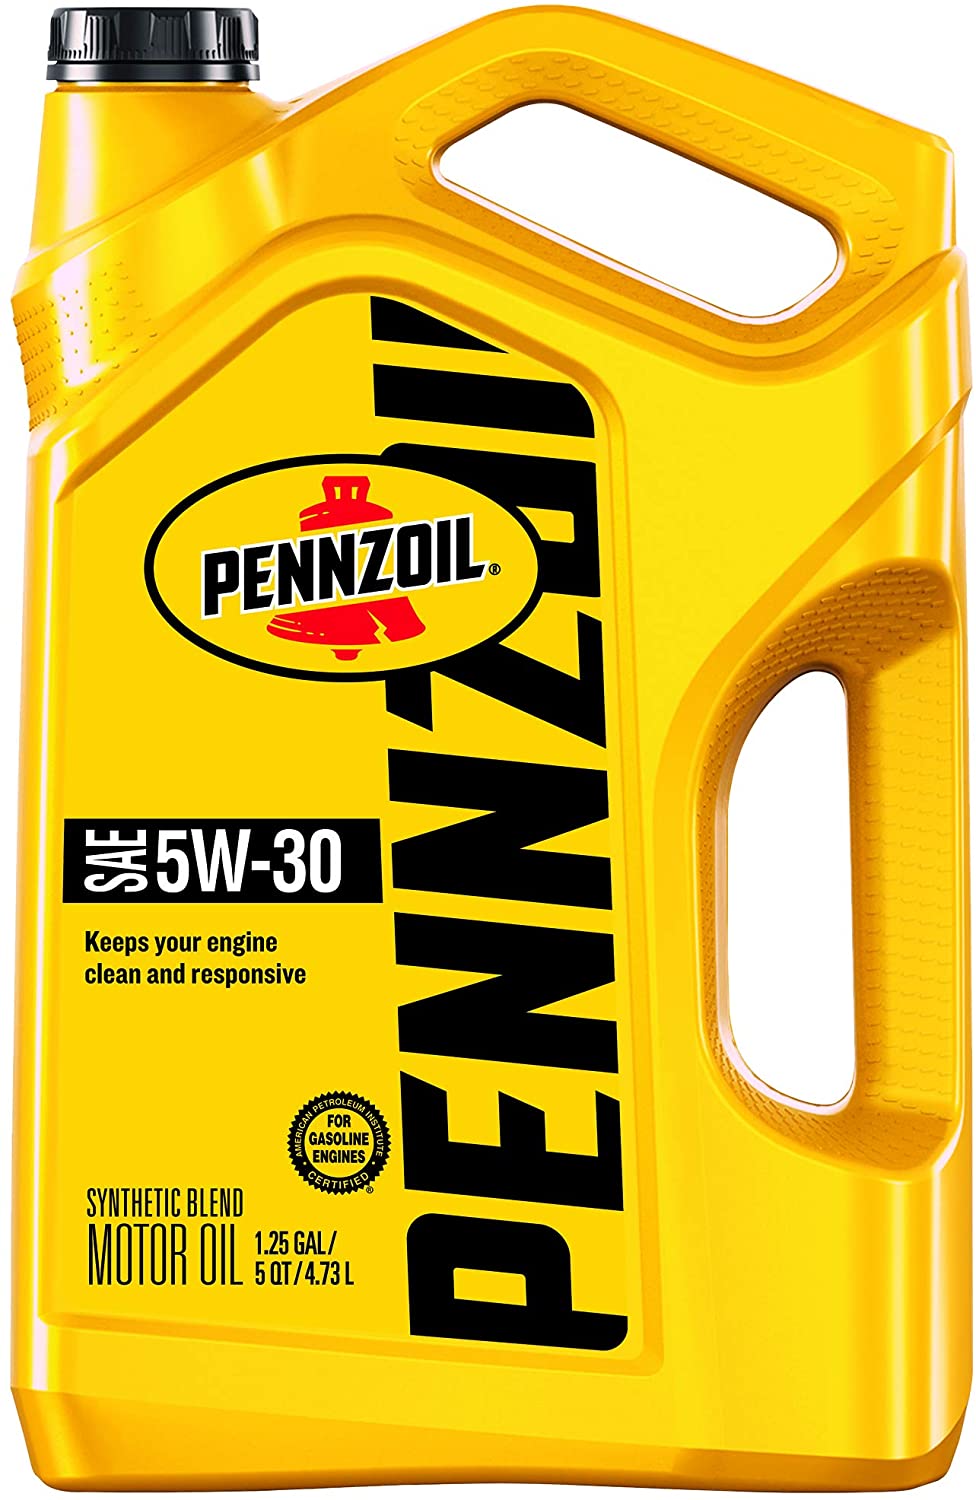 PENNZOIL®
PENNZOIL
SAE 5W-30
Keeps your engine
clean and responsive
AMERICAN PETROLEUM INSTITUTE
FOR
GASOLINE
ENGINES
CERTIFIED
®
SYNTHETIC BLEND
MOTOR OIL
1.25 GAL/
5 QT/4.73 L